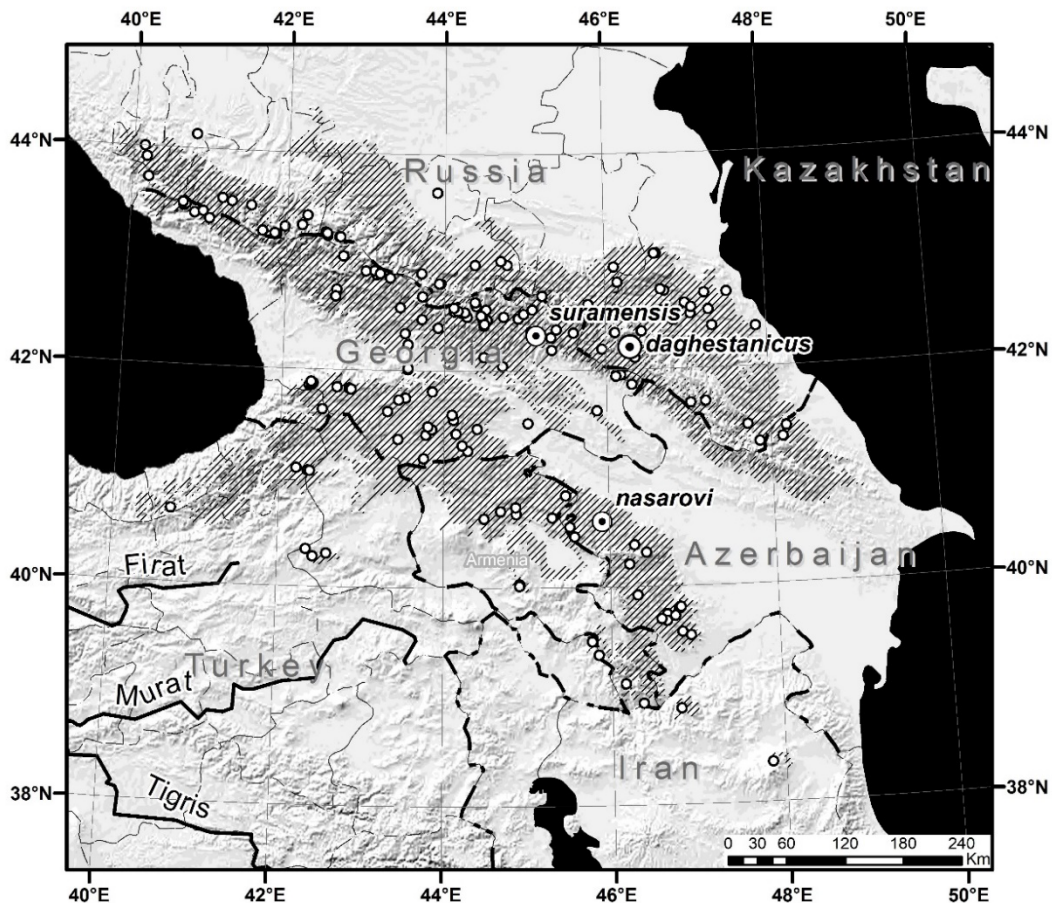 40°E 42°E 44°E 46°E 48°E 50°E
44°N 44°N
Russia
Kazakhstan
suramensis
daghestanicus
42°N 42°N
Georgia
nasarovi
Azerbaijan
Armenia
40°N 40°N
Firat
Turkey
Murat
Iran
38°N 38°N
Tigris
0 30 60 120 180 240
Km
40°E 42°E 44°E 46°E 48°E 50°E